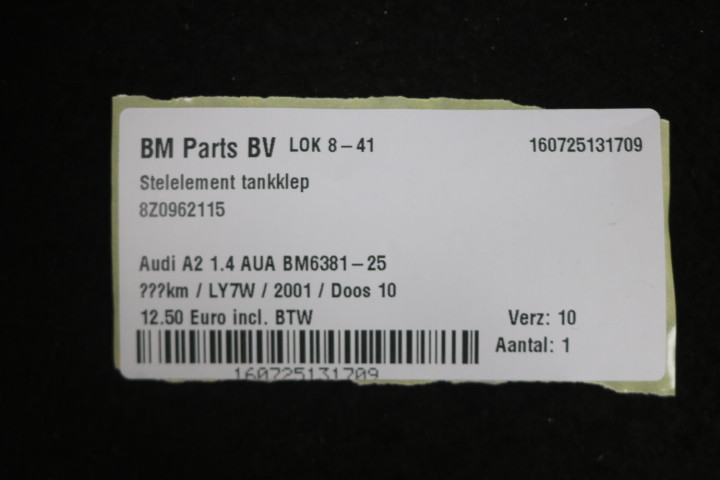 BM Parts BV LOK 8-41 160725131709
Stelelement tankklep
8Z0962115
Audi A2 1.4 AUA BM6381-25
???km / LY7W / 2001 / Doos 10
12.50 Euro incl. BTW Verz: 10
Aantal: 1
160725131709